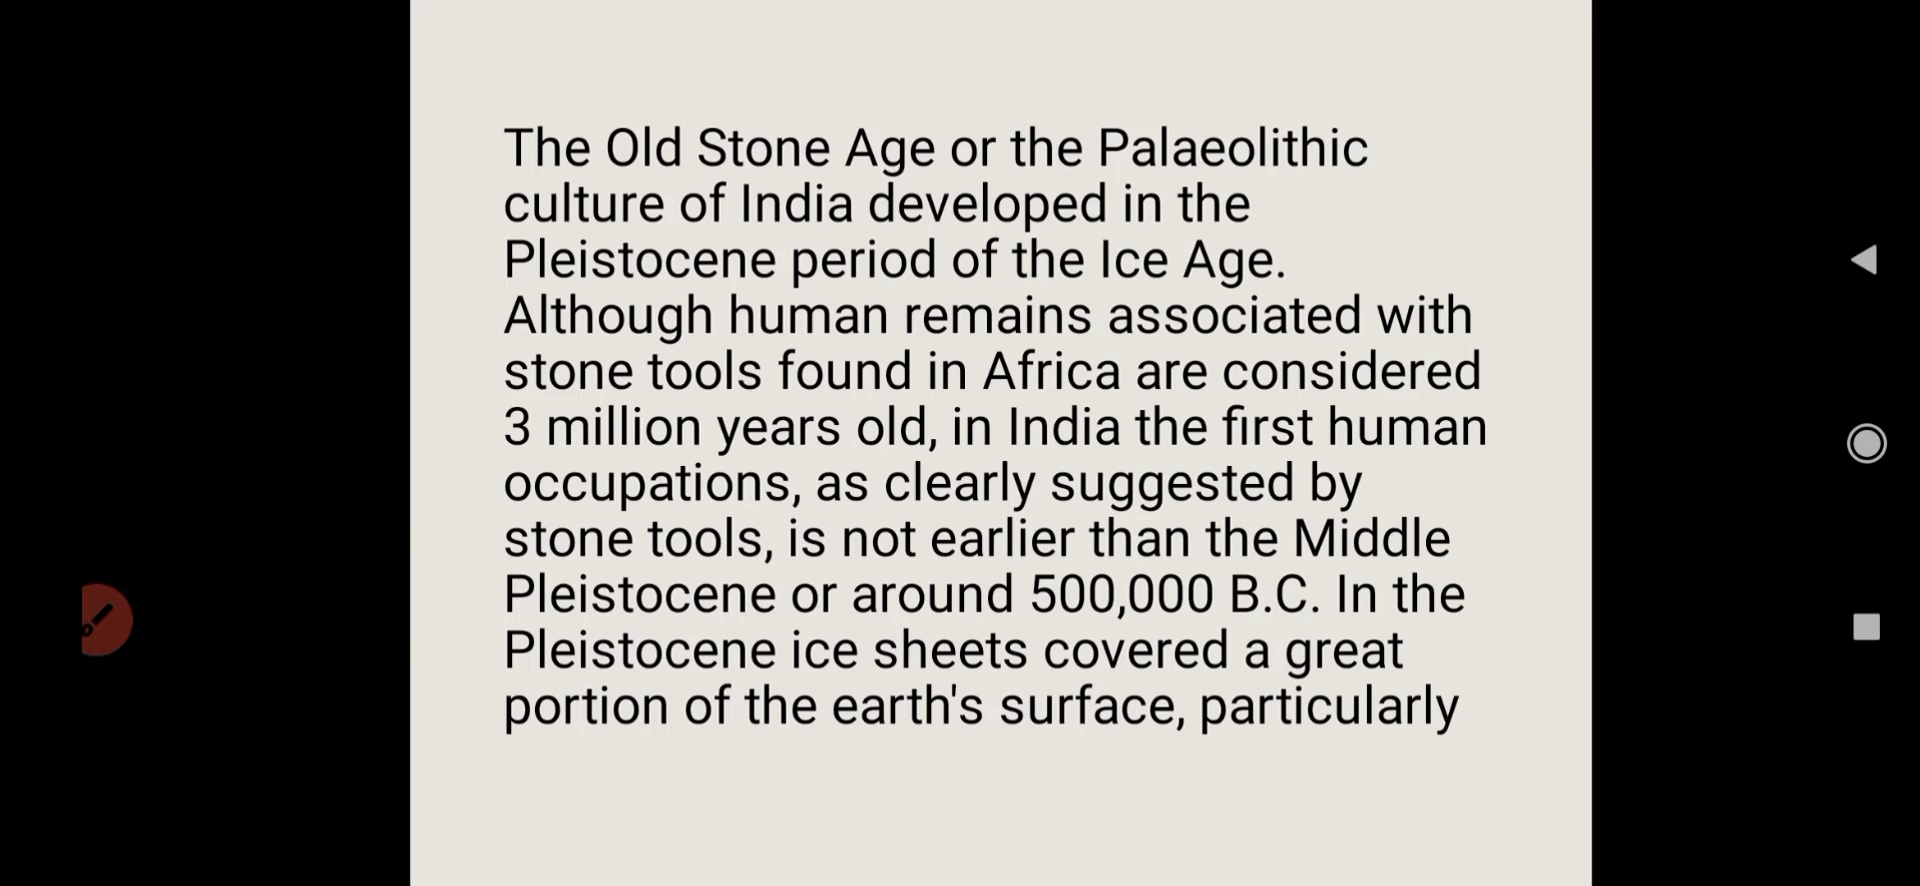 The Old Stone Age or the Palaeolithic
culture of India developed in the
Pleistocene period of the Ice Age.
Although human remains associated with
stone tools found in Africa are considered
3 million years old, in India the first human
occupations, as clearly suggested by
stone tools, is not earlier than the Middle
Pleistocene or around 500,000 B.C. In the
Pleistocene ice sheets covered a great
portion of the earth's surface, particularly